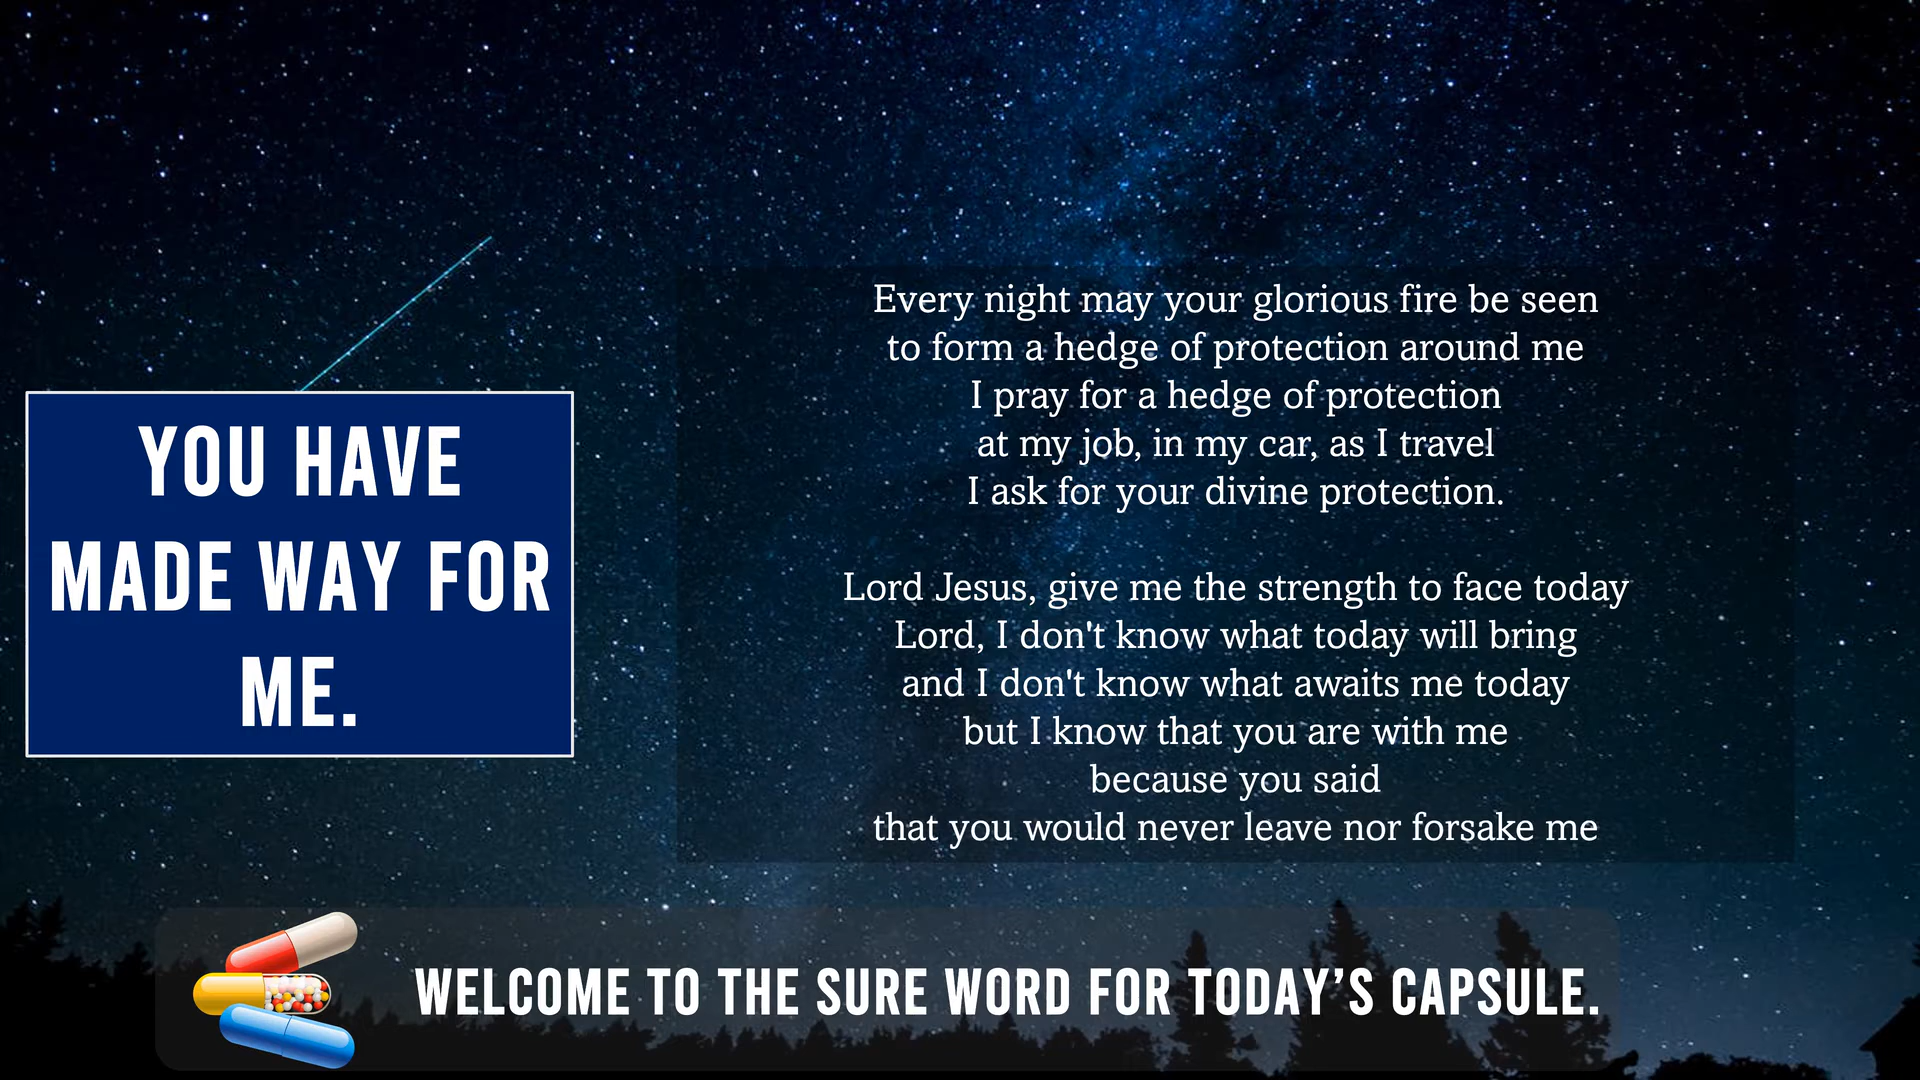 YOU HAVE
MADE WAY FOR
ME.
Every night may your glorious fire be seen
to form a hedge of protection around me
I pray for a hedge of protection
at my job, in my car, as I travel
I ask for your divine protection.
Lord Jesus, give me the strength to face today
Lord, I don't know what today will bring
and I don't know what awaits me today
but I know that you are with me
because you said
that you would never leave nor forsake me
WELCOME TO THE SURE WORD FOR TODAY’S CAPSULE.